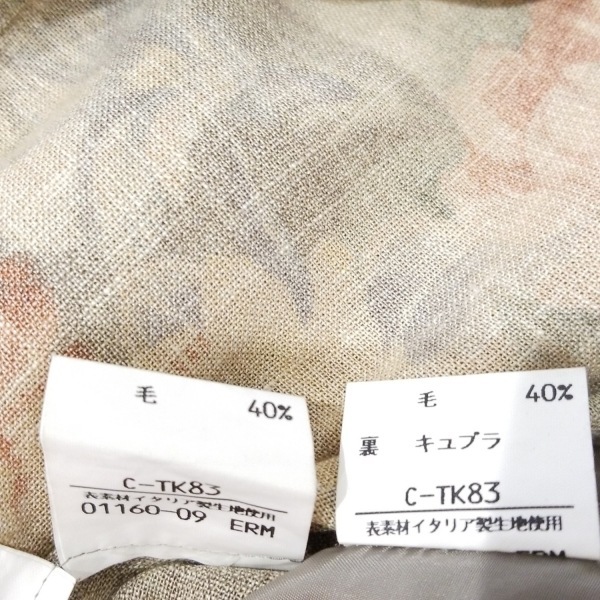 毛 40%
C-TK83
表素材イタリア製生地使用
01160-09 ERM
毛 40%
裏 キュプラ
C-TK83
表素材イタリア製生地使用
ERM